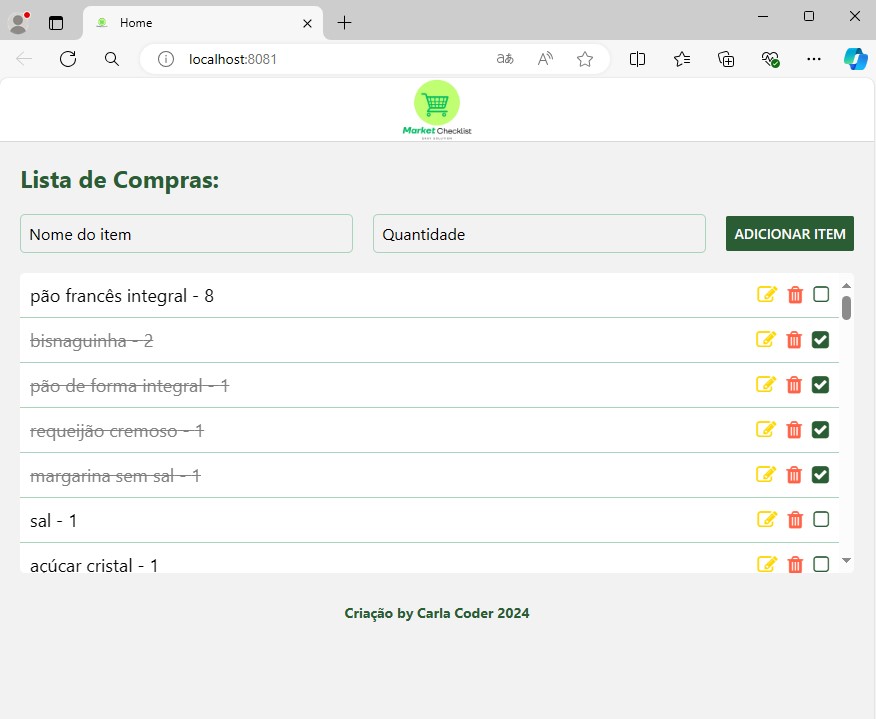 Home
localhost:8081
Market Checklist
Lista de Compras:
Nome do item
Quantidade
ADICIONAR ITEM
pão francês integral - 8
bisnaguinha - 2
pão de forma integral - 1
requeijão cremoso - 1
margarina sem sal - 1
sal - 1
açúcar cristal - 1
Criação by Carla Coder 2024